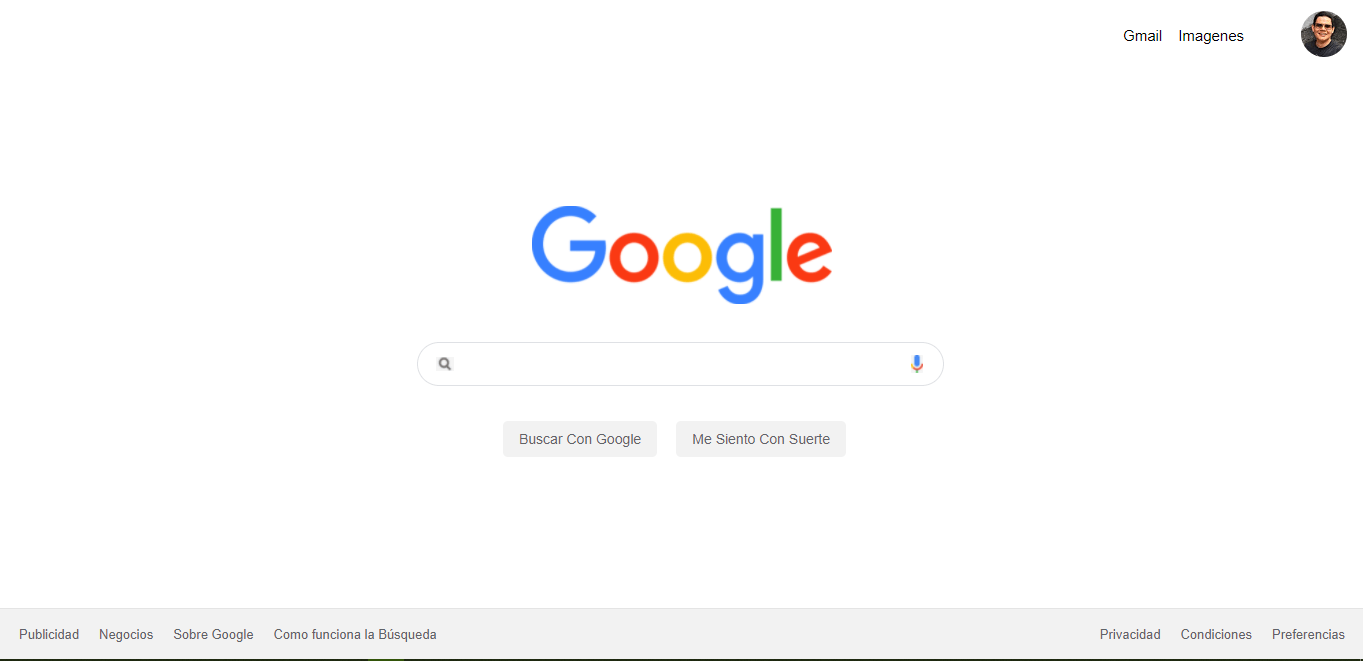 Gmail Imagenes
Google
Buscar Con Google Me Siento Con Suerte
Publicidad Negocios Sobre Google Como funciona la Búsqueda Privacidad Condiciones Preferencias